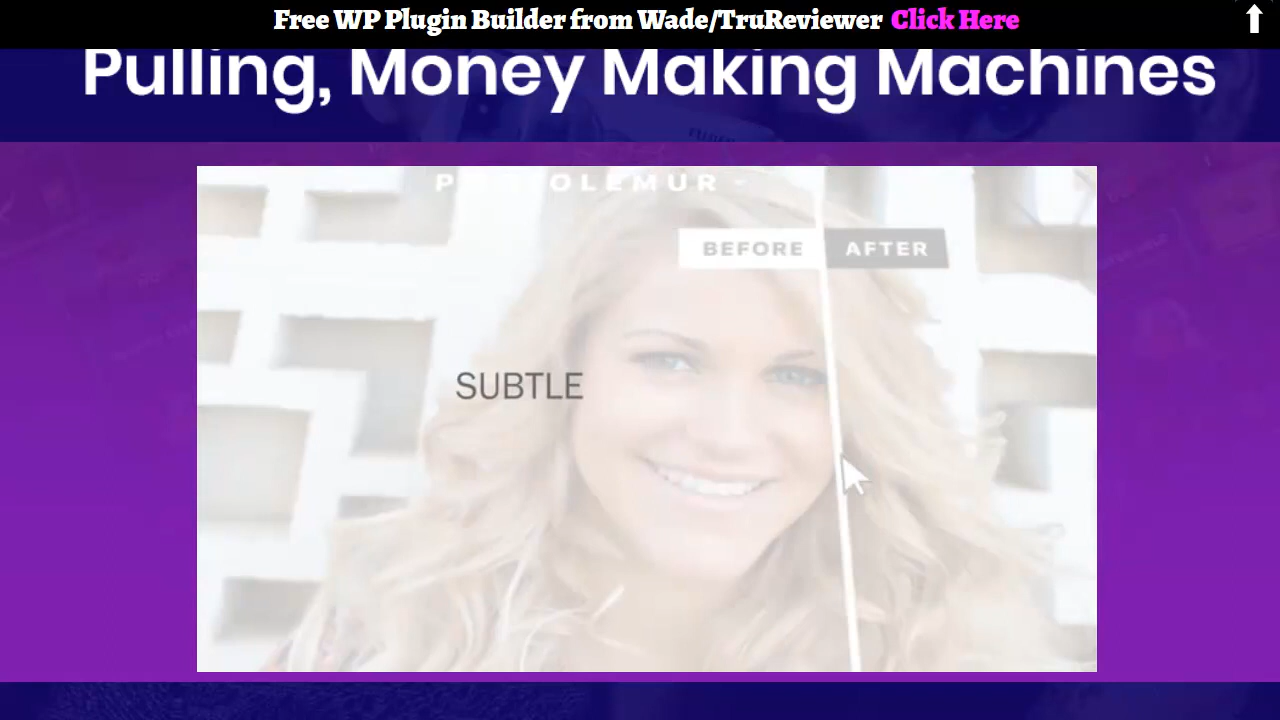 Free WP Plugin Builder from Wade/TruReviewer Click Here
Pulling, Money Making Machines
BEFORE AFTER
SUBTLE